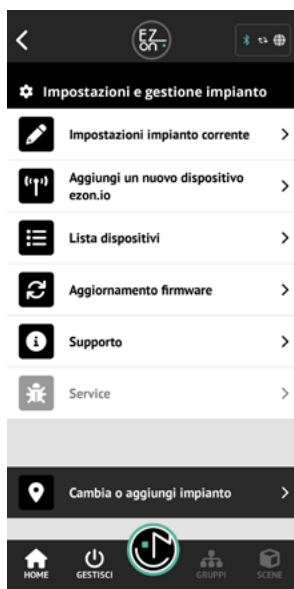 EZ
on
Impostazioni e gestione impianto
Impostazioni impianto corrente
Aggiungi un nuovo dispositivo
ezon.io
Lista dispositivi
Aggiornamento firmware
Supporto
Service
Cambia o aggiungi impianto
HOME
GESTISCI
GRUPPI
SCENE